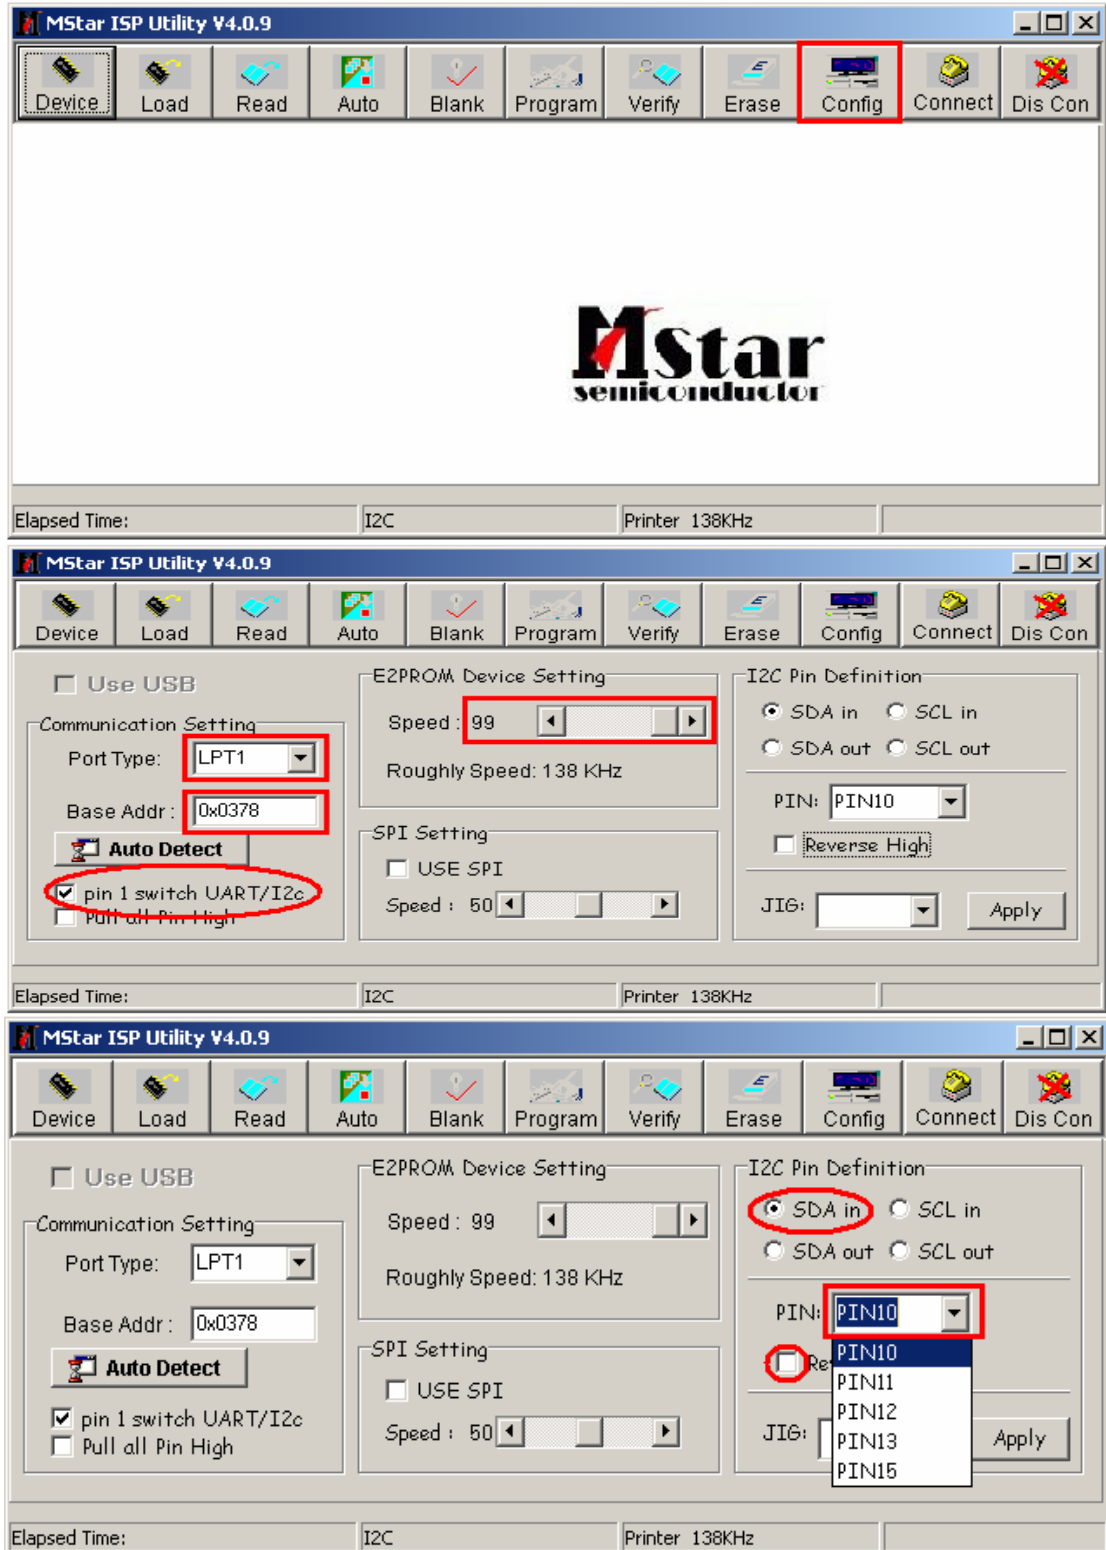 MStar ISP Utility V4.0.9
Device Load Read Auto Blank Program Verify Erase Config Connect Dis Con
Mstar
semiconductor
Elapsed Time: I2C Printer 138KHz
MStar ISP Utility V4.0.9
Device Load Read Auto Blank Program Verify Erase Config Connect Dis Con
Use USB
Communication Setting
Port Type: LPT1
Base Addr : 0x0378
Auto Detect
pin 1 switch UART/I2c
Pull all Pin High
E2PROM Device Setting
Speed : 99
Roughly Speed: 138 KHz
SPI Setting
USE SPI
Speed : 50
I2C Pin Definition
SDA in SCL in
SDA out SCL out
PIN: PIN10
Reverse High
JIG: Apply
Elapsed Time: I2C Printer 138KHz
MStar ISP Utility V4.0.9
Device Load Read Auto Blank Program Verify Erase Config Connect Dis Con
Use USB
Communication Setting
Port Type: LPT1
Base Addr : 0x0378
Auto Detect
pin 1 switch UART/I2c
Pull all Pin High
E2PROM Device Setting
Speed : 99
Roughly Speed: 138 KHz
SPI Setting
USE SPI
Speed : 50
I2C Pin Definition
SDA in SCL in
SDA out SCL out
PIN: PIN10
PIN10
PIN11
PIN12
PIN13
PIN15
JIG: Apply
Elapsed Time: I2C Printer 138KHz